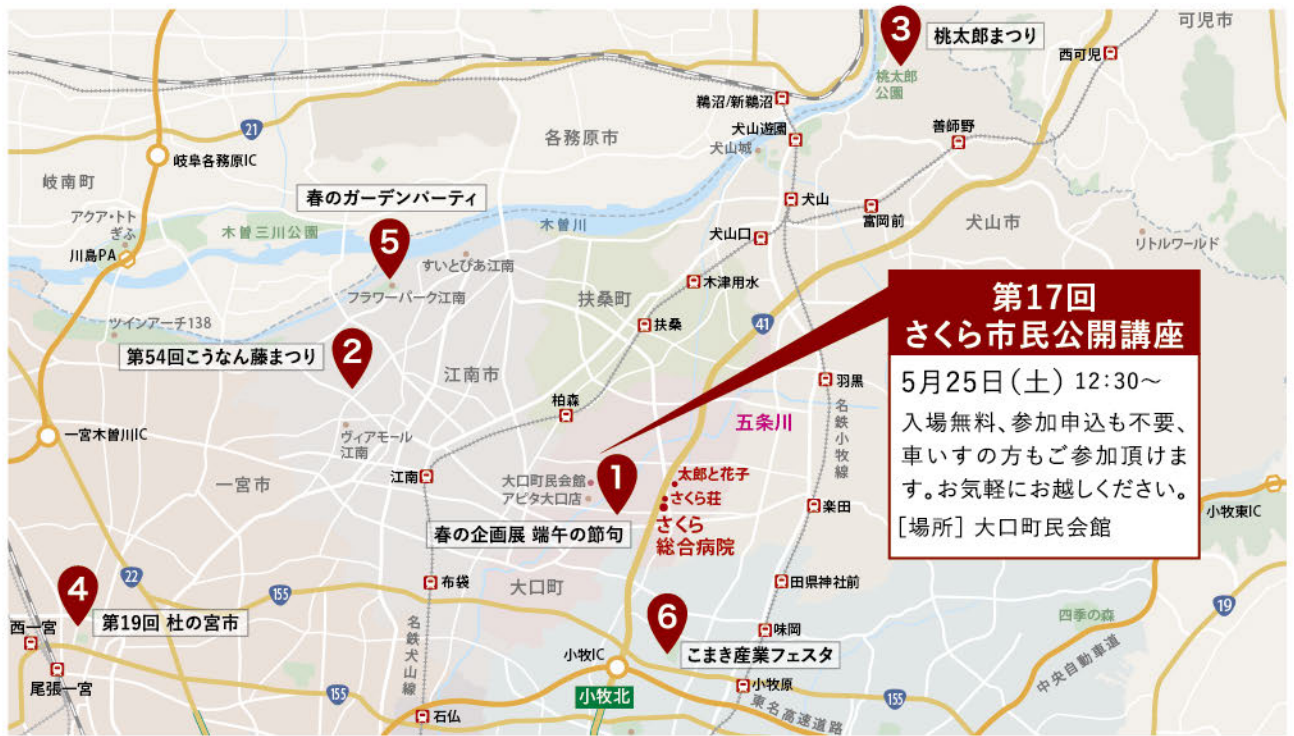 3
桃太郎まつり
可児市
西可児
桃太郎
公園
鵜沼/新鵜沼
犬山遊園
犬山城
善師野
21
各務原市
岐阜各務原IC
岐南町
春のガーデンパーティ
犬山
富岡前
犬山市
アクア・トト
ぎふ
木曽三川公園
5
木曽川
犬山口
リトルワールド
川島PA
すいとぴあ江南
フラワーパーク江南
木津用水
扶桑町
ツインアーチ138
扶桑
41
第54回こうなん藤まつり
2
江南市
羽黒
柏森
名鉄小牧線
五条川
一宮木曽川IC
ヴィアモール
江南
第17回
さくら市民公開講座
5月25日(土) 12:30〜
入場無料、参加申込も不要、
車いすの方もご参加頂けま
す。お気軽にお越しください。
[場所] 大口町民会館
一宮市
江南
大口町民会館
アピタ大口店
1
太郎と花子
さくら荘
さくら
総合病院
楽田
小牧東IC
春の企画展 端午の節句
22
155
布袋
大口町
田県神社前
19
4
第19回 杜の宮市
西一宮
尾張一宮
名鉄犬山線
6
こまき産業フェスタ
味岡
四季の森
中央自動車道
小牧IC
小牧北
小牧原
155
155
東名高速道路
石仏